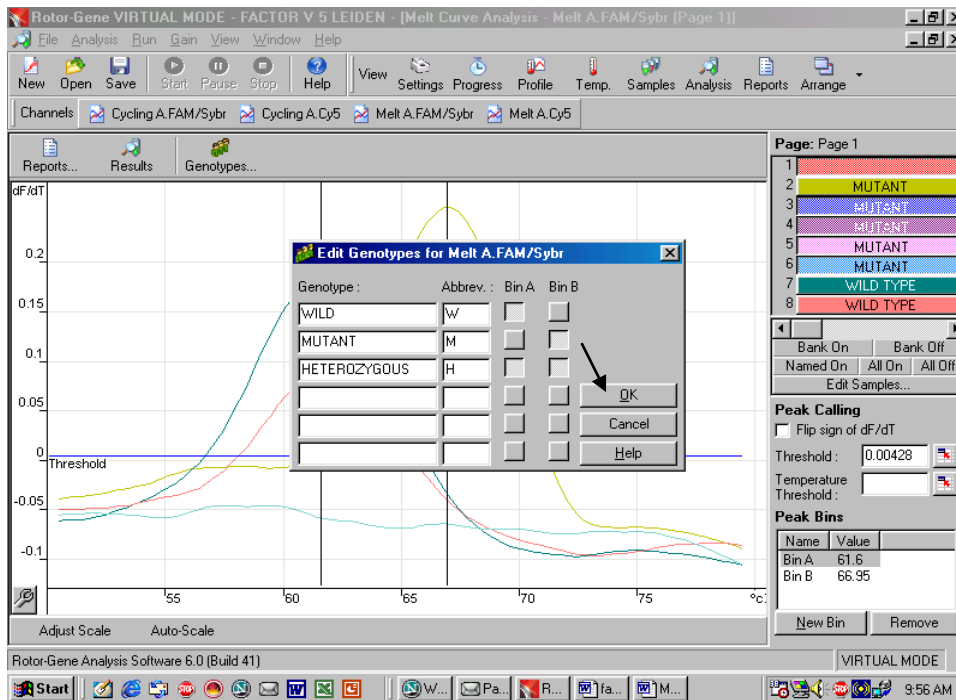 Rotor-Gene VIRTUAL MODE - FACTOR V 5 LEIDEN - [Melt Curve Analysis - Melt A.FAM/Sybr (Page 1)]
File Analysis Run Gain View Window Help
New Open Save Start Pause Stop Help View Settings Progress Profile Temp. Samples Analysis Reports Arrange
Channels Cycling A.FAM/Sybr Cycling A.Cy5 Melt A.FAM/Sybr Melt A.Cy5
Reports... Results Genotypes...
dF/dT
0.2
0.15
0.1
0.05
0
Threshold
-0.05
-0.1
'55 '60 '65 '70 '75 °c
Adjust Scale Auto-Scale
Edit Genotypes for Melt A.FAM/Sybr
Genotype : Abbrev. : Bin A Bin B
WILD W
MUTANT M
HETEROZYGOUS H
OK
Cancel
Help
Page: Page 1
1
2 MUTANT
3 MUTANT
4 MUTANT
5 MUTANT
6 MUTANT
7 WILD TYPE
8 WILD TYPE
Bank On Bank Off
Named On All On All Off
Edit Samples...
Peak Calling
Flip sign of dF/dT
Threshold : 0.00428
Temperature
Threshold :
Peak Bins
Name Value
Bin A 61.6
Bin B 66.95
New Bin Remove
Rotor-Gene Analysis Software 6.0 (Build 41) VIRTUAL MODE
Start W... Pa... R... fa... M... 9:56 AM